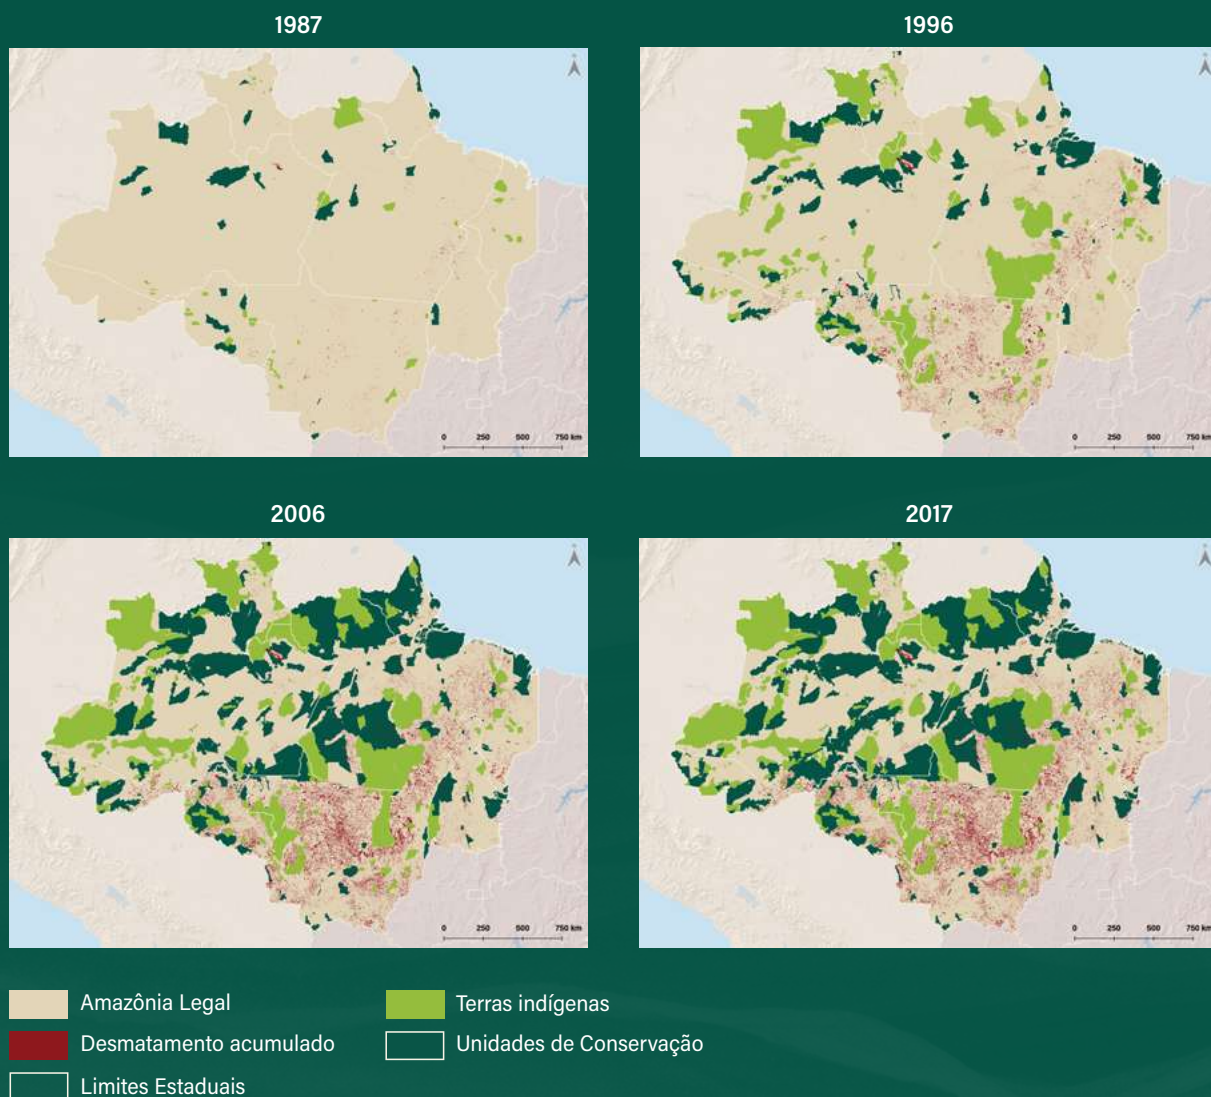 1987
1996
0 250 500 750 km
0 250 500 750 km
2006
2017
0 250 500 750 km
0 250 500 750 km
Amazônia Legal
Terras indígenas
Desmatamento acumulado
Unidades de Conservação
Limites Estaduais